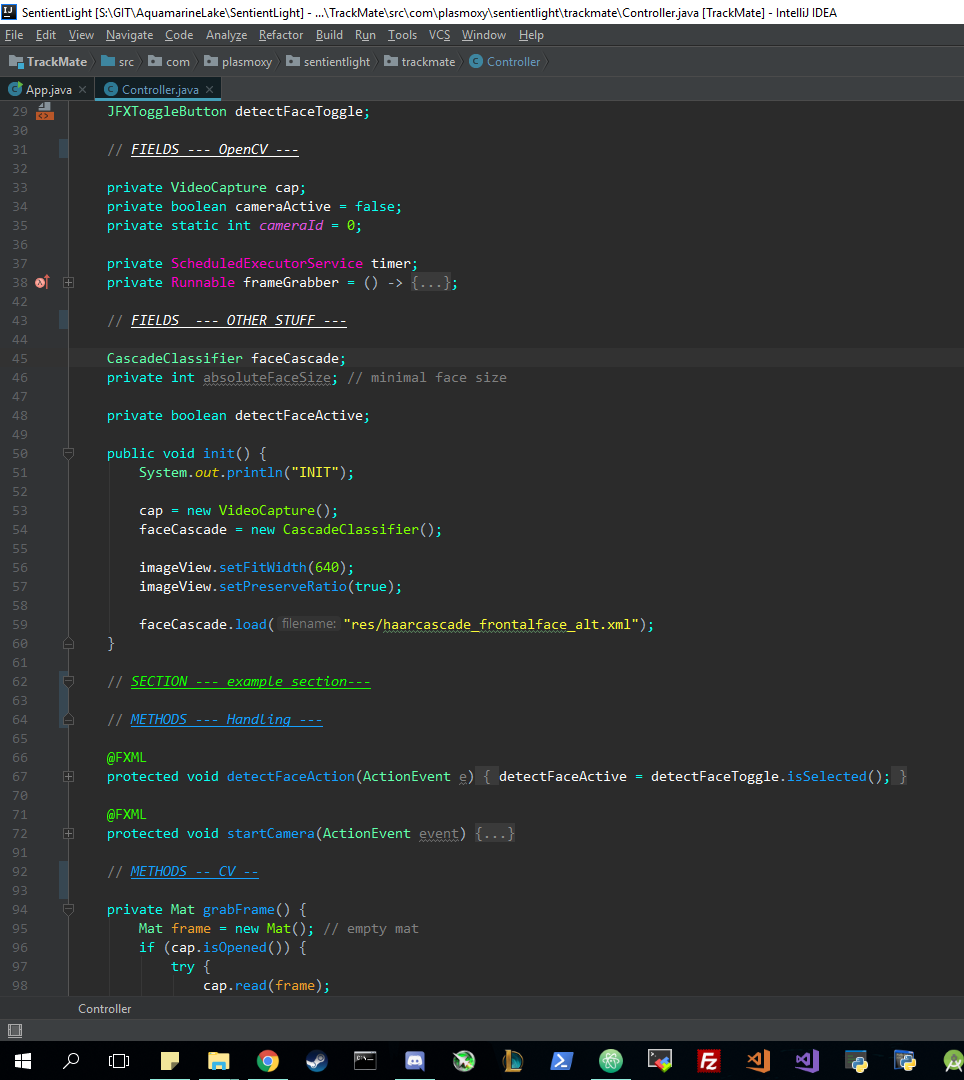 SentientLight [S:\GIT\AquamarineLake\SentientLight] - ...\TrackMate\src\com\plasmoxy\sentientlight\trackmate\Controller.java [TrackMate] - IntelliJ IDEA
File Edit View Navigate Code Analyze Refactor Build Run Tools VCS Window Help
TrackMate src com plasmoxy sentientlight trackmate Controller
App.java Controller.java
29 JFXToggleButton detectFaceToggle;
30
31 // FIELDS --- OpenCV ---
32
33 private VideoCapture cap;
34 private boolean cameraActive = false;
35 private static int cameraId = 0;
36
37 private ScheduledExecutorService timer;
38 private Runnable frameGrabber = () -> {...};
42
43 // FIELDS  --- OTHER STUFF ---
44
45 CascadeClassifier faceCascade;
46 private int absoluteFaceSize; // minimal face size
47
48 private boolean detectFaceActive;
49
50 public void init() {
51 System.out.println("INIT");
52
53 cap = new VideoCapture();
54 faceCascade = new CascadeClassifier();
55
56 imageView.setFitWidth(640);
57 imageView.setPreserveRatio(true);
58
59 faceCascade.load( filename: "res/haarcascade_frontalface_alt.xml");
60 }
61
62 // SECTION --- example section---
63
64 // METHODS --- Handling ---
65
66 @FXML
67 protected void detectFaceAction(ActionEvent e) { detectFaceActive = detectFaceToggle.isSelected(); }
70
71 @FXML
72 protected void startCamera(ActionEvent event) {...}
91
92 // METHODS -- CV --
93
94 private Mat grabFrame() {
95 Mat frame = new Mat(); // empty mat
96 if (cap.isOpened()) {
97 try {
98 cap.read(frame);
Controller